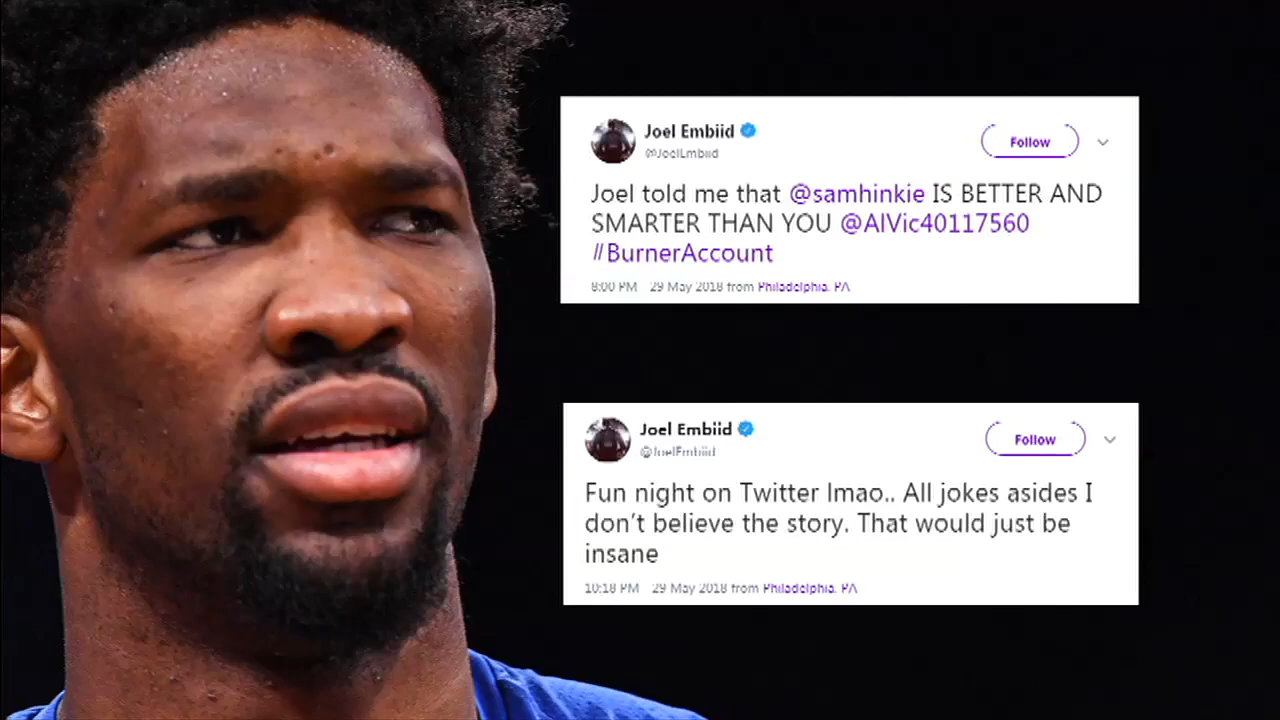 Joel Embiid
@JoelEmbiid
Follow
Joel told me that @samhinkie IS BETTER AND
SMARTER THAN YOU @AlVic40117560
#BurnerAccount
8:00 PM 29 May 2018 from Philadelphia, PA
Joel Embiid
@JoelEmbiid
Follow
Fun night on Twitter lmao.. All jokes asides I
don't believe the story. That would just be
insane
10:18 PM 29 May 2018 from Philadelphia, PA